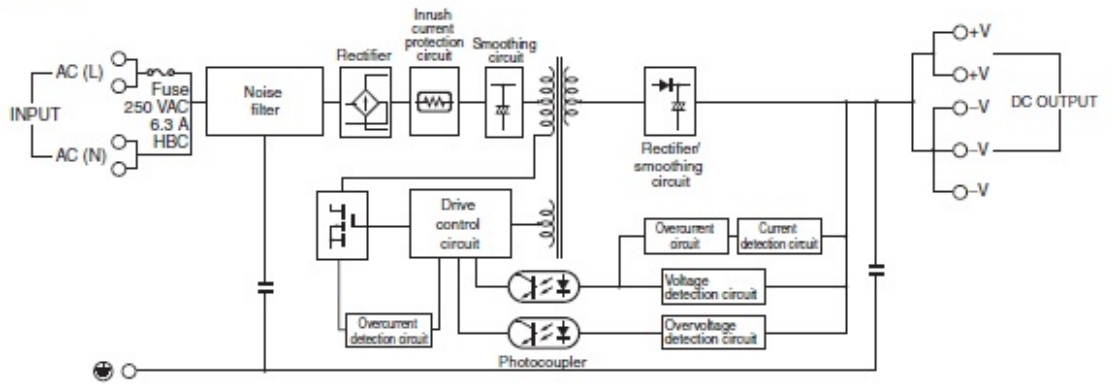 INPUT
AC (L)
AC (N)
Fuse
250 VAC
6.3 A
HBC
Noise
filter
Rectifier
Inrush
current
protection
circuit
Smoothing
circuit
Drive
control
circuit
Overcurrent
detection circuit
Rectifier/
smoothing
circuit
Overcurrent
circuit
Current
detection circuit
Voltage
detection circuit
Overvoltage
detection circuit
Photocoupler
+V
+V
-V
-V
-V
DC OUTPUT